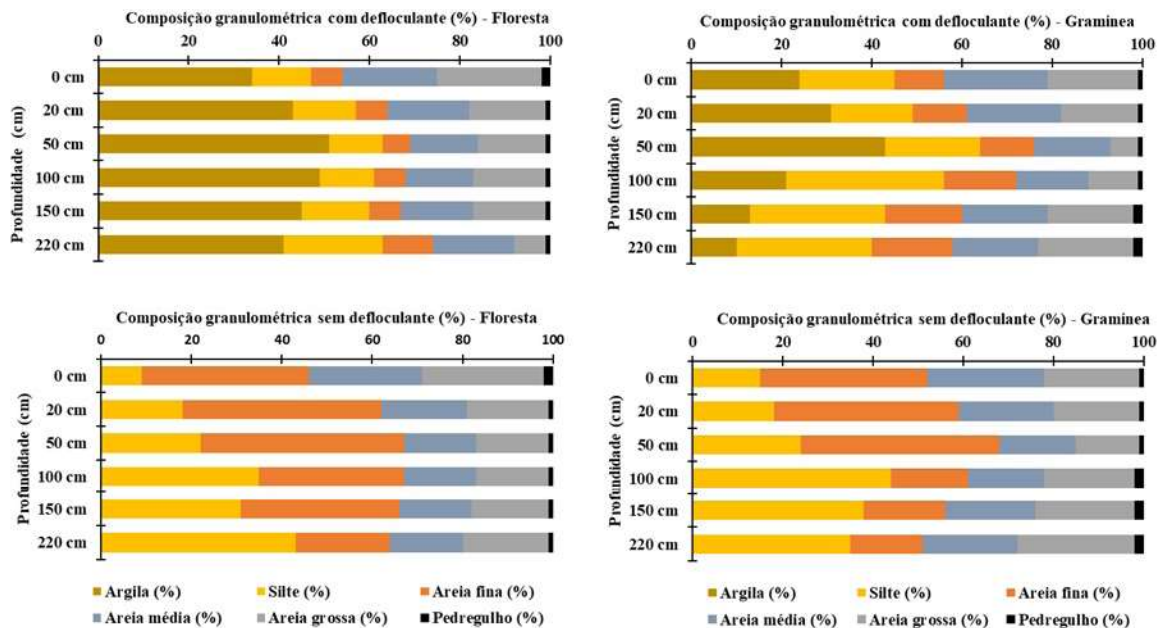 Composição granulométrica com defloculante (%) - Floresta
0 20 40 60 80 100
Profundidade (cm)
0 cm
20 cm
50 cm
100 cm
150 cm
220 cm
Composição granulométrica com defloculante (%) - Gramínea
0 20 40 60 80 100
Profundidade (cm)
0 cm
20 cm
50 cm
100 cm
150 cm
220 cm
Composição granulométrica sem defloculante (%) - Floresta
0 20 40 60 80 100
Profundidade (cm)
0 cm
20 cm
50 cm
100 cm
150 cm
220 cm
Argila (%) Silte (%) Areia fina (%)
Areia média (%) Areia grossa (%) Pedregulho (%)
Composição granulométrica sem defloculante (%) - Gramínea
0 20 40 60 80 100
Profundidade (cm)
0 cm
20 cm
50 cm
100 cm
150 cm
220 cm
Argila (%) Silte (%) Areia fina (%)
Areia média (%) Areia grossa (%) Pedregulho (%)